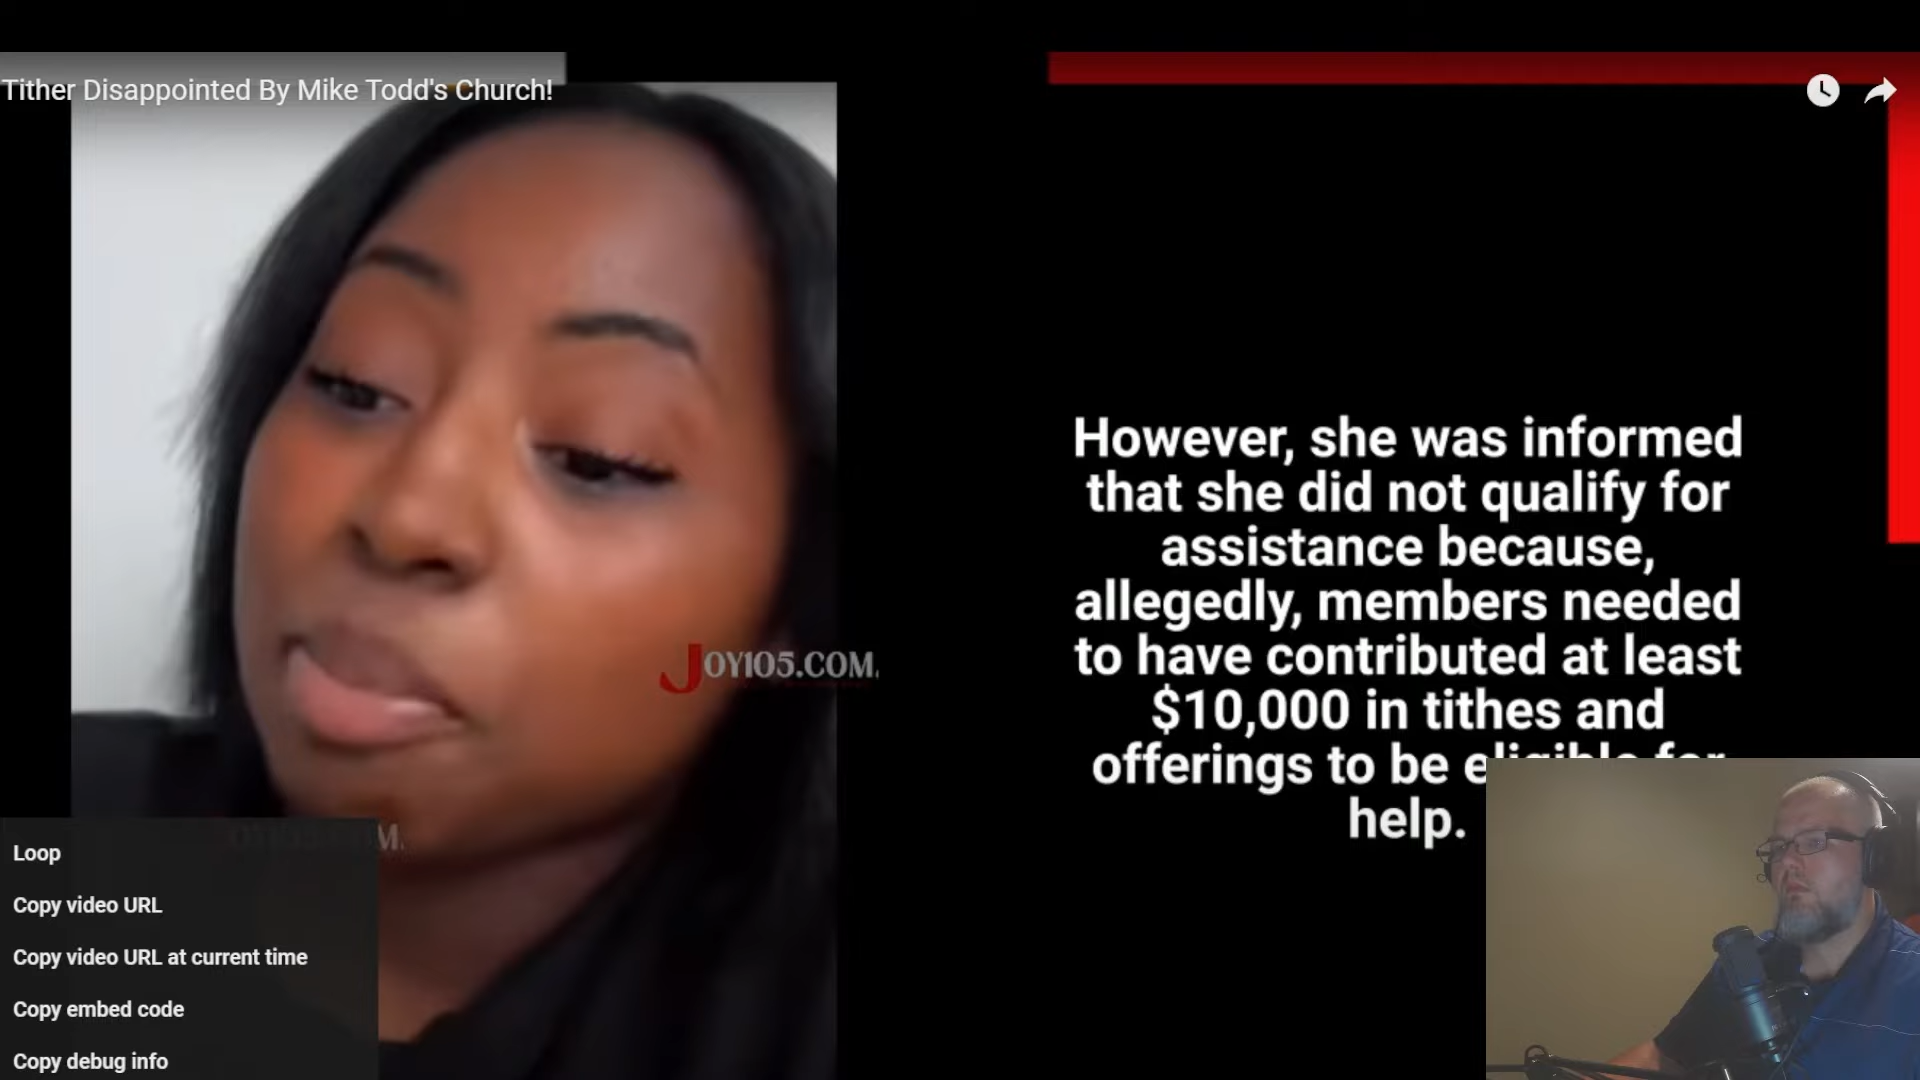 Tither Disappointed By Mike Todd's Church!
However, she was informed
that she did not qualify for
assistance because,
allegedly, members needed
to have contributed at least
$10,000 in tithes and
offerings to be eligible for
help.
JOY105.COM.
Loop
Copy video URL
Copy video URL at current time
Copy embed code
Copy debug info